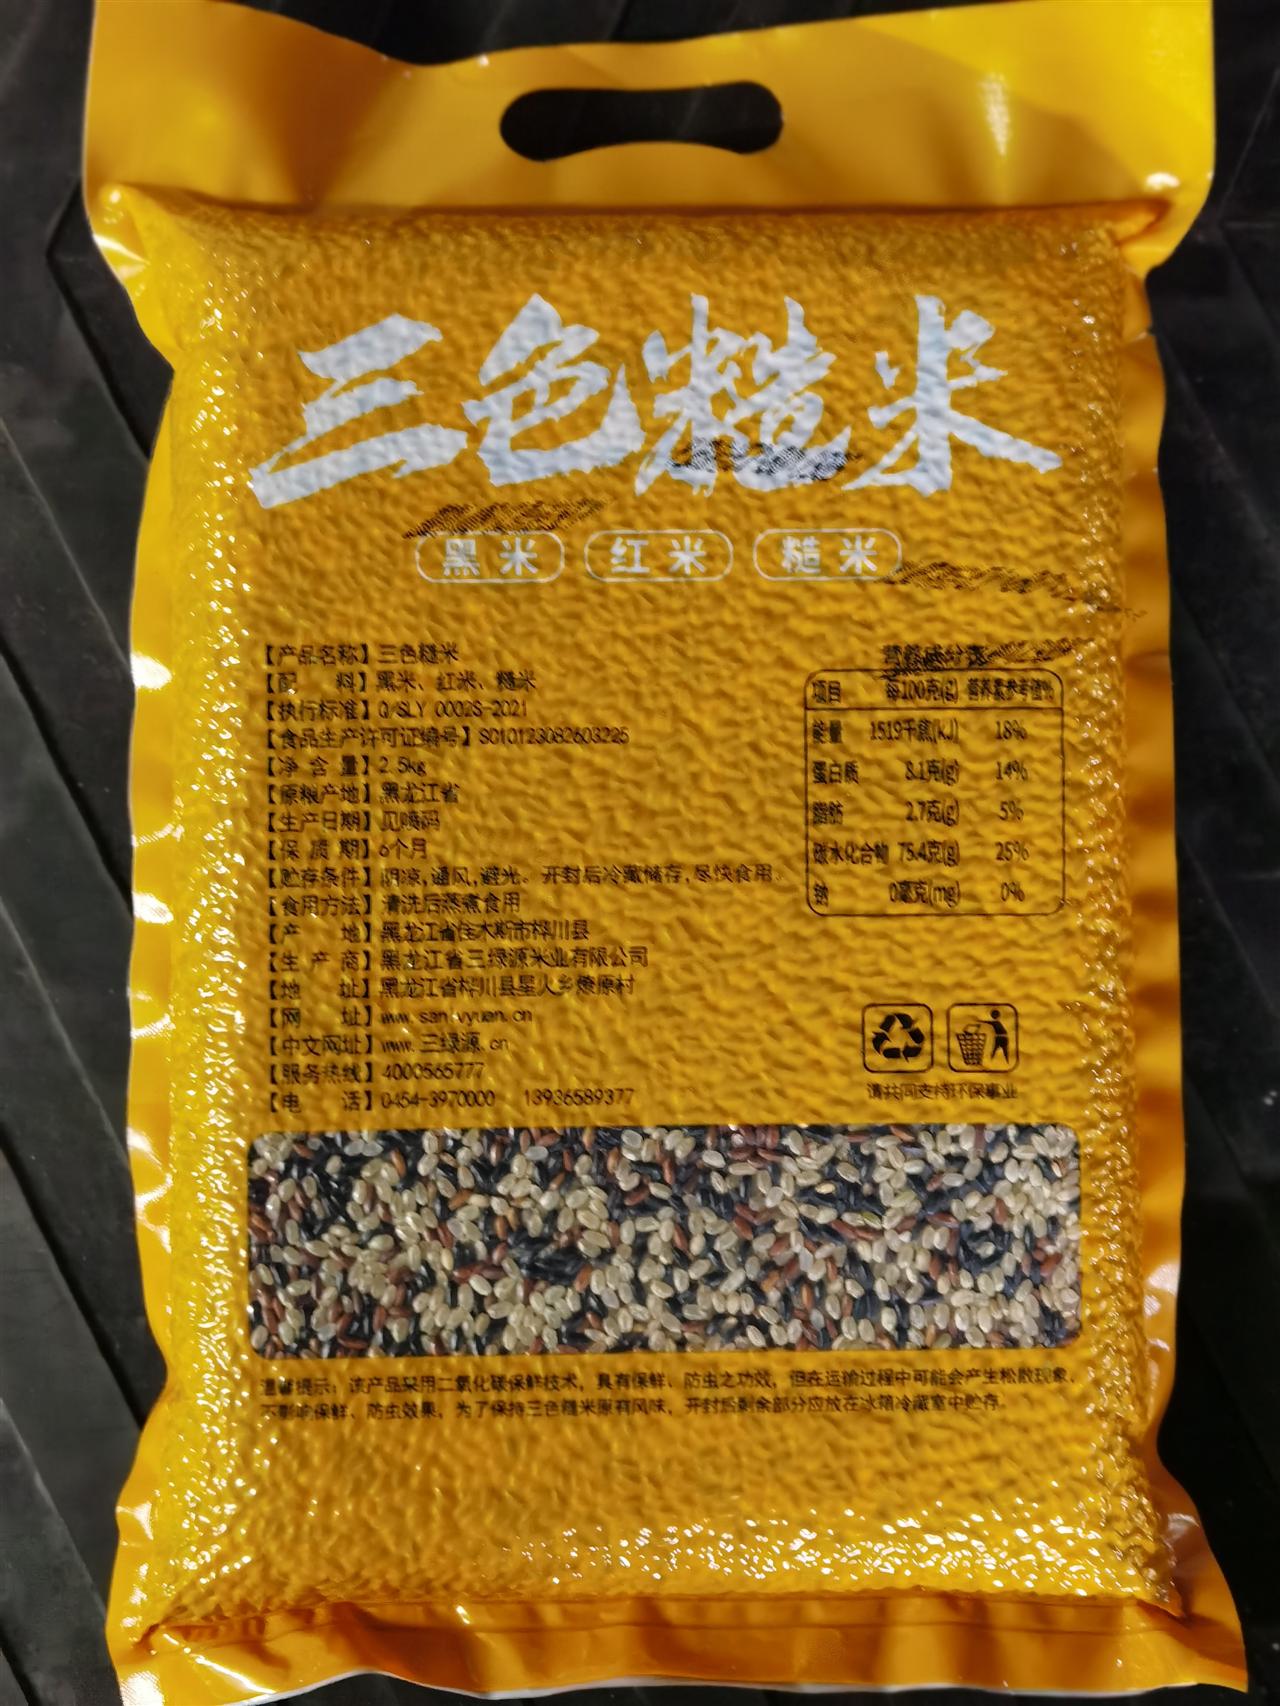 三色糙米
黑米 红米 糙米
【产品名称】三色糙米
【配 料】黑米、红米、糙米
【执行标准】Q/SLY 0002S-2021
【食品生产许可证编号】SC10123082603225
【净 含 量】2.5kg
【原粮产地】黑龙江省
【生产日期】见喷码
【保 质 期】6个月
【贮存条件】阴凉,通风,避光。开封后冷藏储存,尽快食用。
【食用方法】清洗后蒸煮食用
【产 地】黑龙江省佳木斯市桦川县
【生 产 商】黑龙江省三绿源米业有限公司
【地 址】黑龙江省桦川县星火乡燎原村
【网 址】
【中文网址】www.三绿源.cn
【服务热线】4000565777
【电 话】0454-3970000 13936589377
营养成分表
项目 每100克(g) 营养素参考值%
能量 1519千焦(kJ) 18%
蛋白质 8.1克(g) 14%
脂肪 2.7克(g) 5%
碳水化合物 75.4克(g) 25%
钠 0毫克(mg) 0%
请共同支持环保事业
温馨提示：该产品采用二氧化碳保鲜技术，具有保鲜、防虫之功效，但在运输过程中可能会产生松散现象，
不影响保鲜、防虫效果，为了保持三色糙米原有风味，开封后剩余部分应放在冰箱冷藏室中贮存。